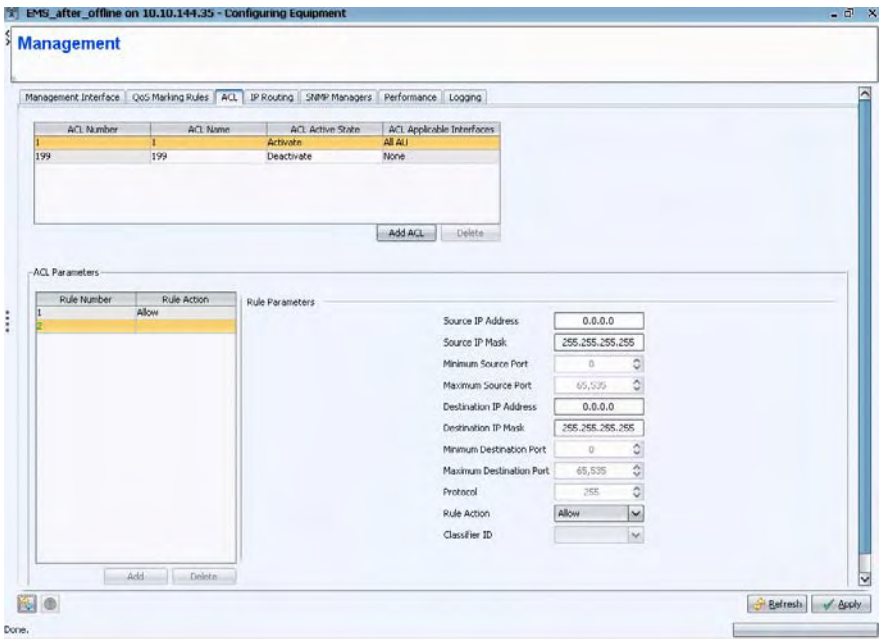 EMS_after_offline on 10.10.144.35 - Configuring Equipment
Management
Management Interface QoS Marking Rules ACL IP Routing SNMP Managers Performance Logging
ACL Number ACL Name ACL Active State ACL Applicable Interfaces
1 1 Activate All AU
199 199 Deactivate None
Add ACL Delete
ACL Parameters
Rule Number Rule Action
1 Allow
2
Rule Parameters
Source IP Address 0.0.0.0
Source IP Mask 255.255.255.255
Minimum Source Port 0
Maximum Source Port 65,535
Destination IP Address 0.0.0.0
Destination IP Mask 255.255.255.255
Minimum Destination Port 0
Maximum Destination Port 65,535
Protocol 255
Rule Action Allow
Classifier ID
Add Delete
Refresh Apply
Done.